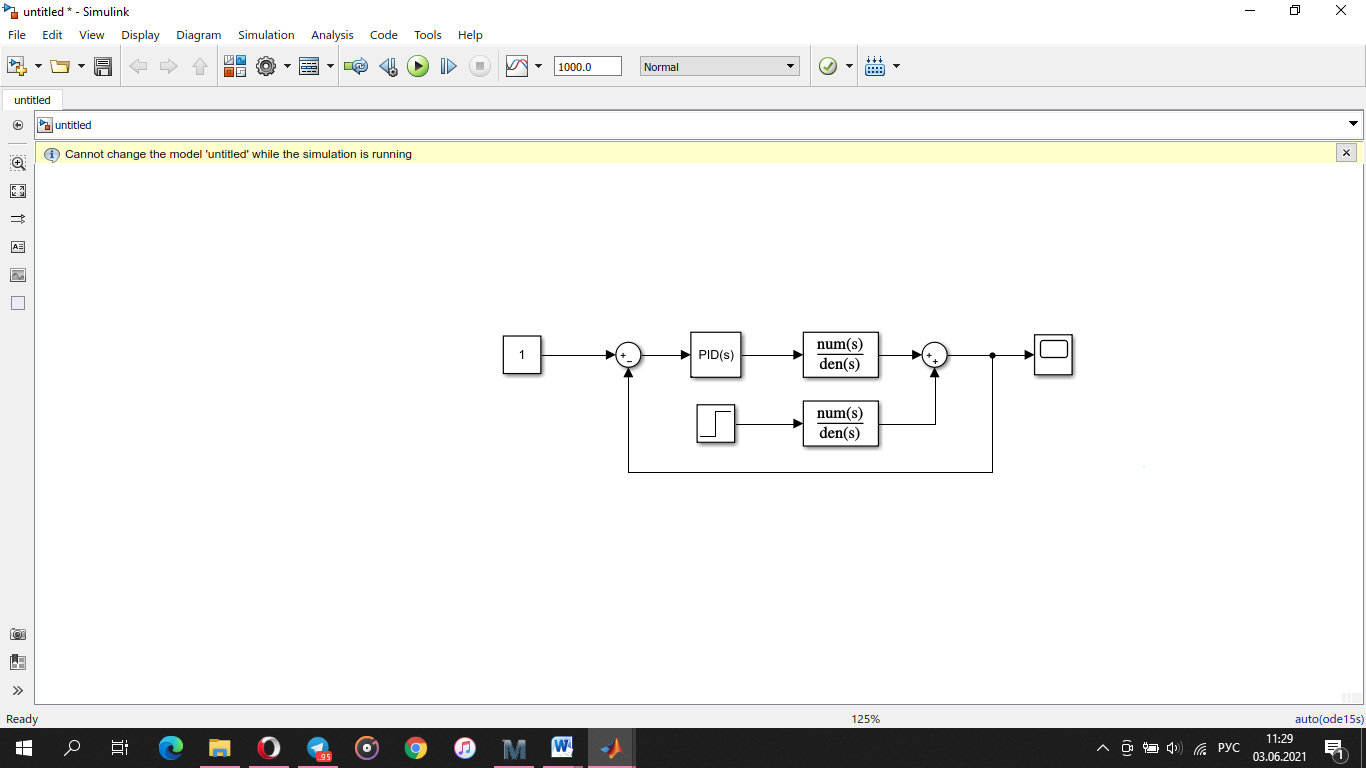 untitled * - Simulink
File Edit View Display Diagram Simulation Analysis Code Tools Help
1000.0 Normal
untitled
untitled
Cannot change the model 'untitled' while the simulation is running
1 + - PID(s) num(s) + +
den(s)
num(s)
den(s)
Ready 125% auto(ode15s)
95 W РУС 11:29
03.06.2021 1